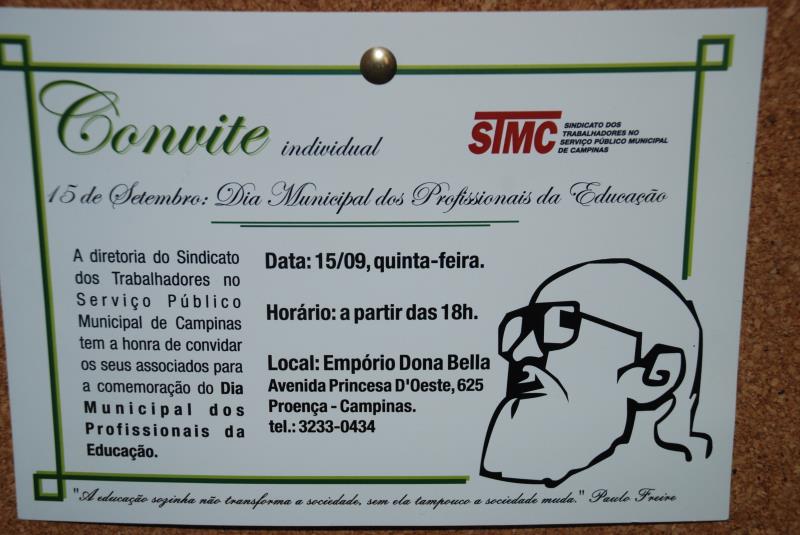 Convite individual
STMC
SINDICATO DOS
TRABALHADORES NO
SERVIÇO PÚBLICO MUNICIPAL
DE CAMPINAS
15 de Setembro: Dia Municipal dos Profissionais da Educação
A diretoria do Sindicato
dos Trabalhadores no
Serviço Público
Municipal de Campinas
tem a honra de convidar
os seus associados para
a comemoração do Dia
Municipal dos
Profissionais da
Educação.
Data: 15/09, quinta-feira.
Horário: a partir das 18h.
Local: Empório Dona Bella
Avenida Princesa D'Oeste, 625
Proença - Campinas.
tel.: 3233-0434
"A educação sozinha não transforma a sociedade, sem ela tampouco a sociedade muda." Paulo Freire